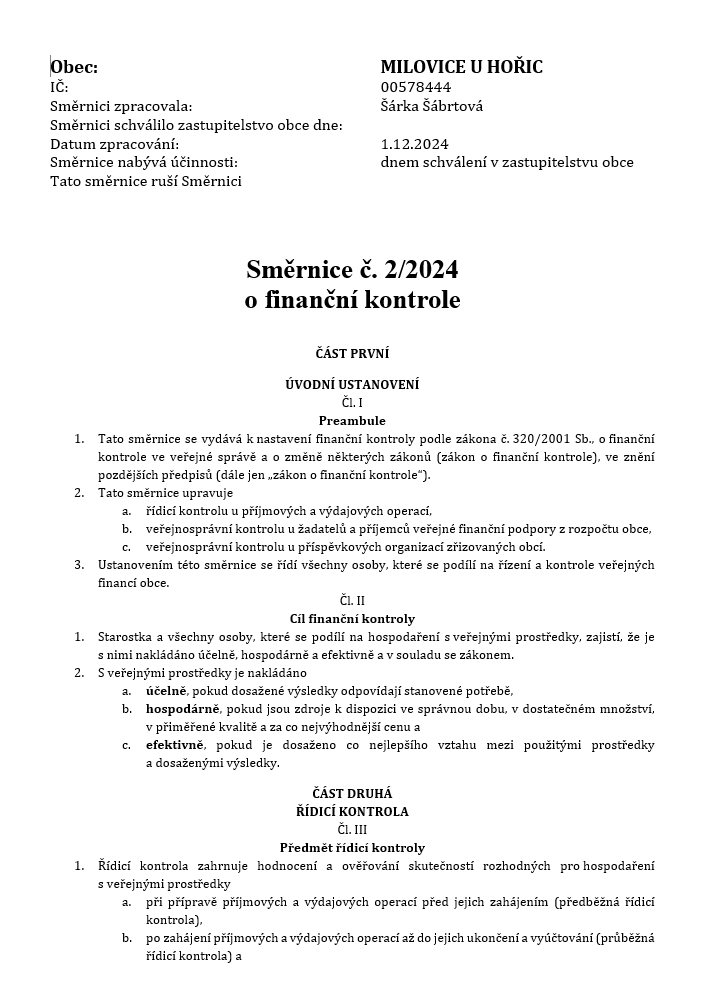 Obec: MILOVICE U HOŘIC
IČ: 00578444
Směrnici zpracovala: Šárka Šábrtová
Směrnici schválilo zastupitelstvo obce dne:
Datum zpracování: 1.12.2024
Směrnice nabývá účinnosti: dnem schválení v zastupitelstvu obce
Tato směrnice ruší Směrnici
Směrnice č. 2/2024
o finanční kontrole
ČÁST PRVNÍ
ÚVODNÍ USTANOVENÍ
Čl. I
Preambule
1. Tato směrnice se vydává k nastavení finanční kontroly podle zákona č. 320/2001 Sb., o finanční
kontrole ve veřejné správě a o změně některých zákonů (zákon o finanční kontrole), ve znění
pozdějších předpisů (dále jen „zákon o finanční kontrole“).
2. Tato směrnice upravuje
a. řídicí kontrolu u příjmových a výdajových operací,
b. veřejnosprávní kontrolu u žadatelů a příjemců veřejné finanční podpory z rozpočtu obce,
c. veřejnosprávní kontrolu u příspěvkových organizací zřizovaných obcí.
3. Ustanovením této směrnice se řídí všechny osoby, které se podílí na řízení a kontrole veřejných
financí obce.
Čl. II
Cíl finanční kontroly
1. Starostka a všechny osoby, které se podílí na hospodaření s veřejnými prostředky, zajistí, že je
s nimi nakládáno účelně, hospodárně a efektivně a v souladu se zákonem.
2. S veřejnými prostředky je nakládáno
a. účelně, pokud dosažené výsledky odpovídají stanovené potřebě,
b. hospodárně, pokud jsou zdroje k dispozici ve správnou dobu, v dostatečném množství,
v přiměřené kvalitě a za co nejvýhodnější cenu a
c. efektivně, pokud je dosaženo co nejlepšího vztahu mezi použitými prostředky
a dosaženými výsledky.
ČÁST DRUHÁ
ŘÍDICÍ KONTROLA
Čl. III
Předmět řídicí kontroly
1. Řídicí kontrola zahrnuje hodnocení a ověřování skutečností rozhodných pro hospodaření
s veřejnými prostředky
a. při přípravě příjmových a výdajových operací před jejich zahájením (předběžná řídicí
kontrola),
b. po zahájení příjmových a výdajových operací až do jejich ukončení a vyúčtování (průběžná
řídicí kontrola) a